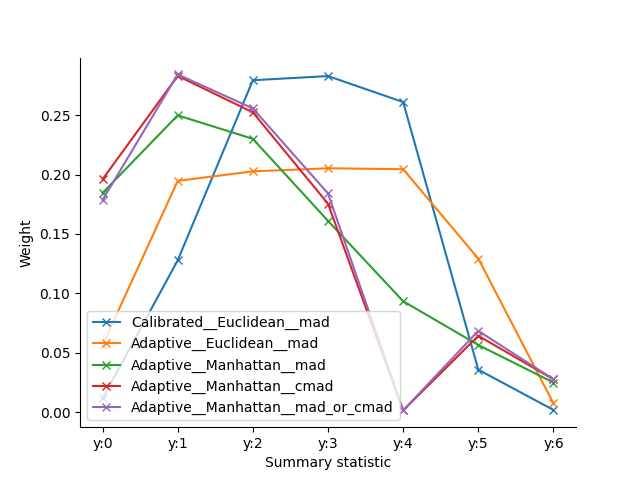 0.25
0.20
0.15
0.10
0.05
0.00
Weight
Calibrated__Euclidean__mad
Adaptive__Euclidean__mad
Adaptive__Manhattan__mad
Adaptive__Manhattan__cmad
Adaptive__Manhattan__mad_or_cmad
y:0 y:1 y:2 y:3 y:4 y:5 y:6
Summary statistic